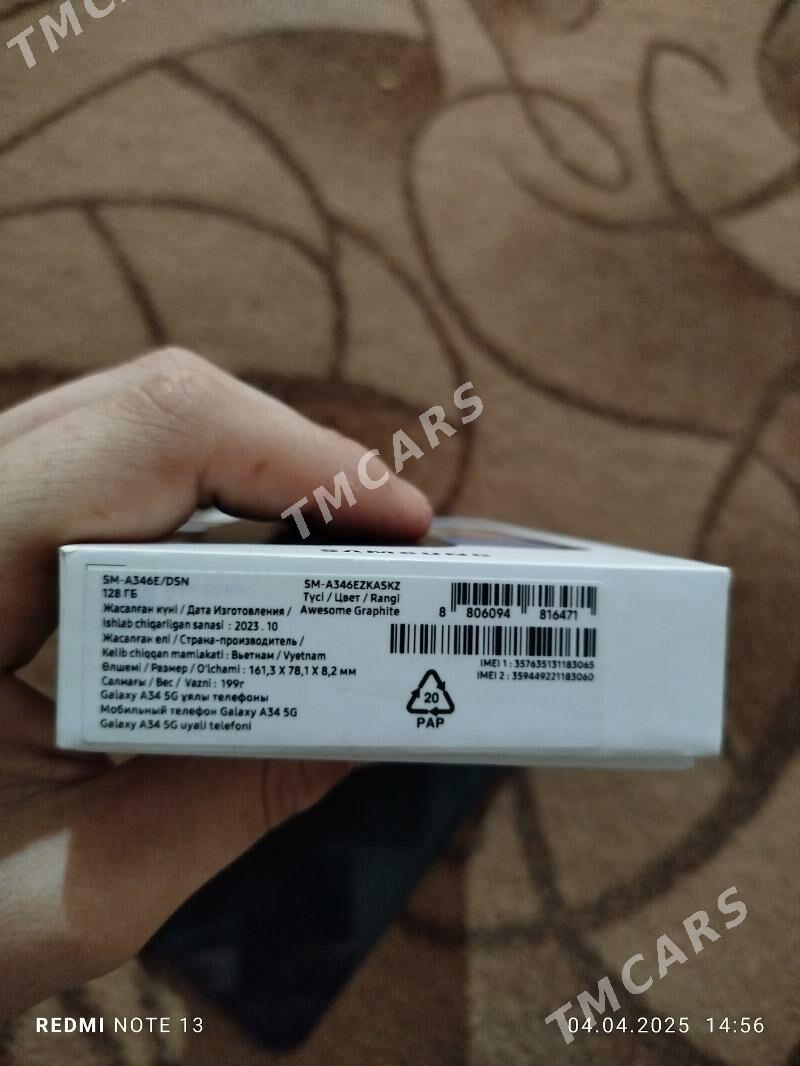 TMCARS
TMCARS
SAMSUNG
SM-A346E/DSN
128 ГБ
Жасалған күні / Дата Изготовления /
Ishlab chiqarilgan sanasi : 2023 . 10
Жасалған елі / Страна-производитель /
Kelib chiqqan mamlakati : Вьетнам / Vyetnam
Өлшемі / Размер / O'lchami : 161,3 X 78,1 X 8,2 мм
Салмағы / Вес / Vazni : 199г
Galaxy A34 5G ұялы телефоны
Мобильный телефон Galaxy A34 5G
Galaxy A34 5G uyali telefoni
SM-A346EZKASKZ
Түсі / Цвет / Rangi
Awesome Graphite
8 806094 816471
IMEI 1 : 357635131183065
IMEI 2 : 359449221183060
20
PAP
TMCARS
REDMI NOTE 13
04.04.2025 14:56